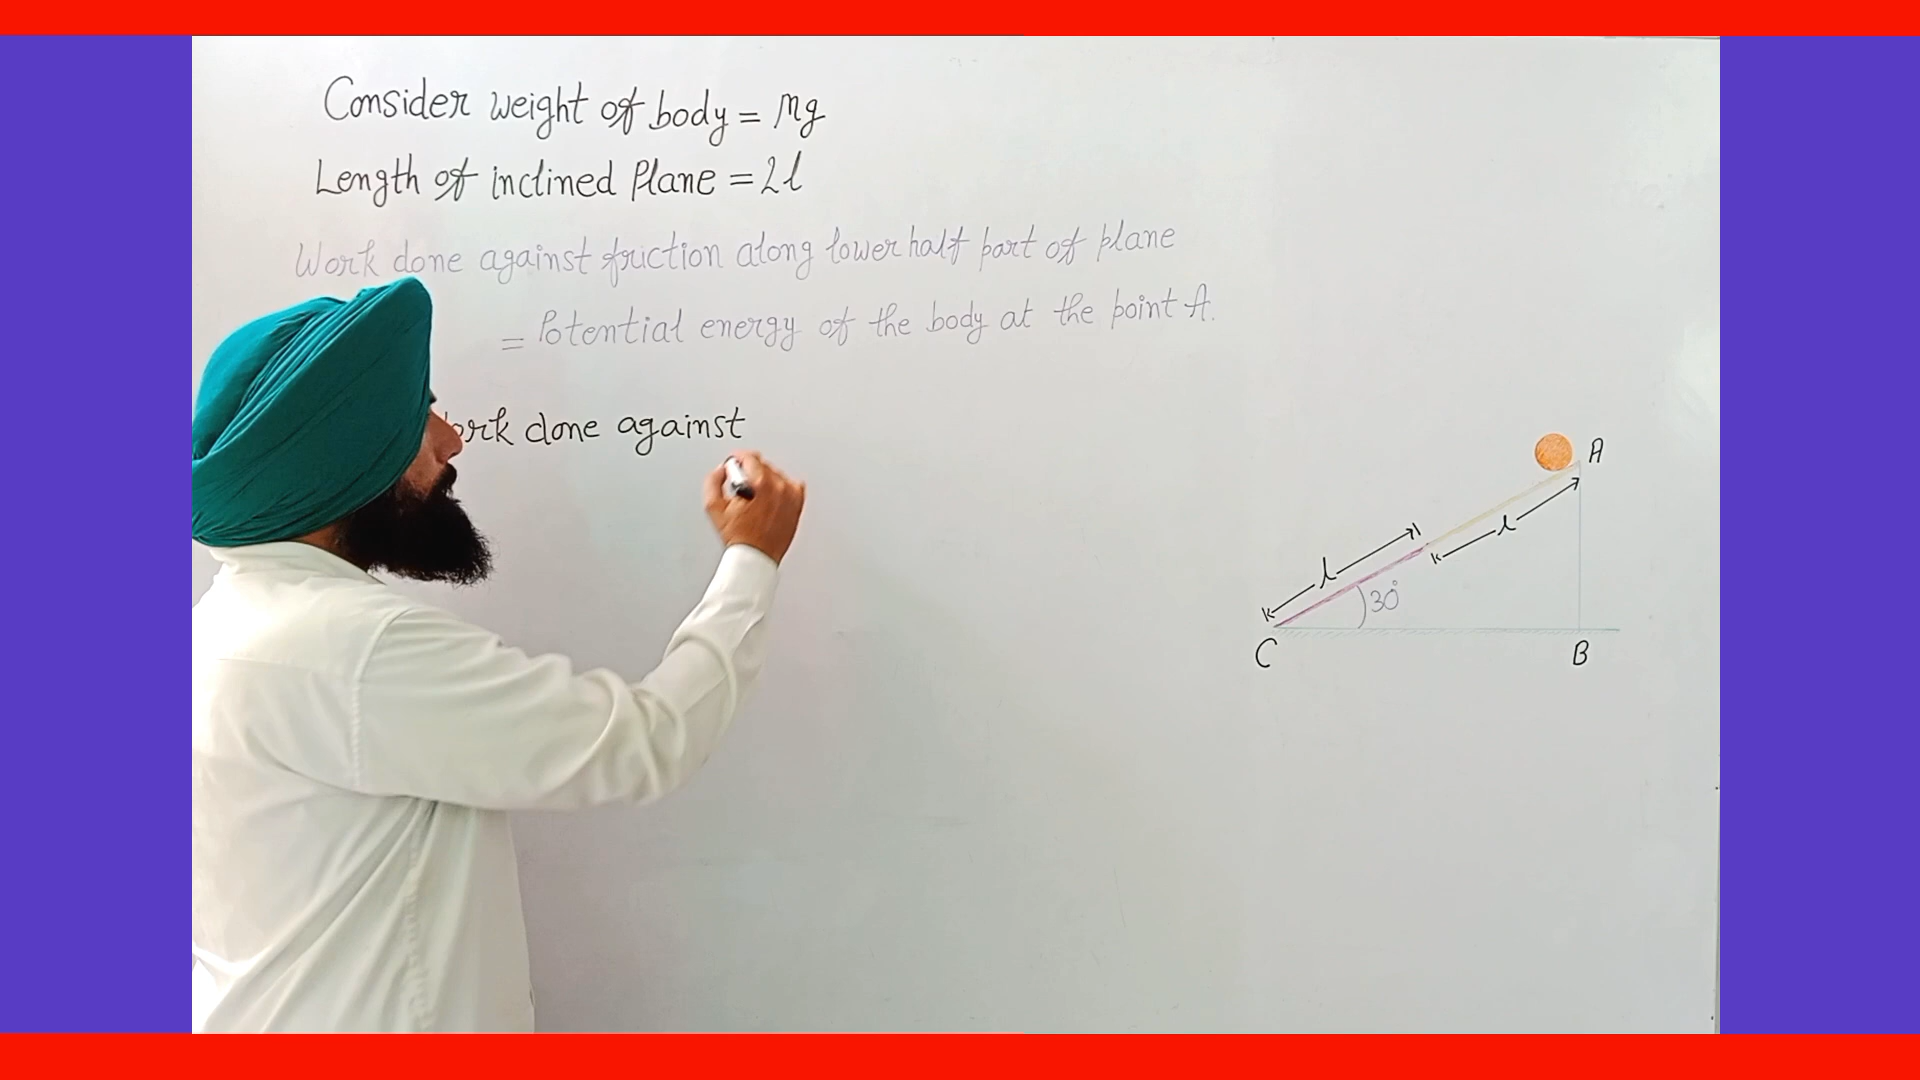 Consider weight of body = Mg
Length of inclined Plane = 2l
Work done against friction along lower half part of plane
= Potential energy of the body at the point A.
done against
A
l
l
30°
C
B